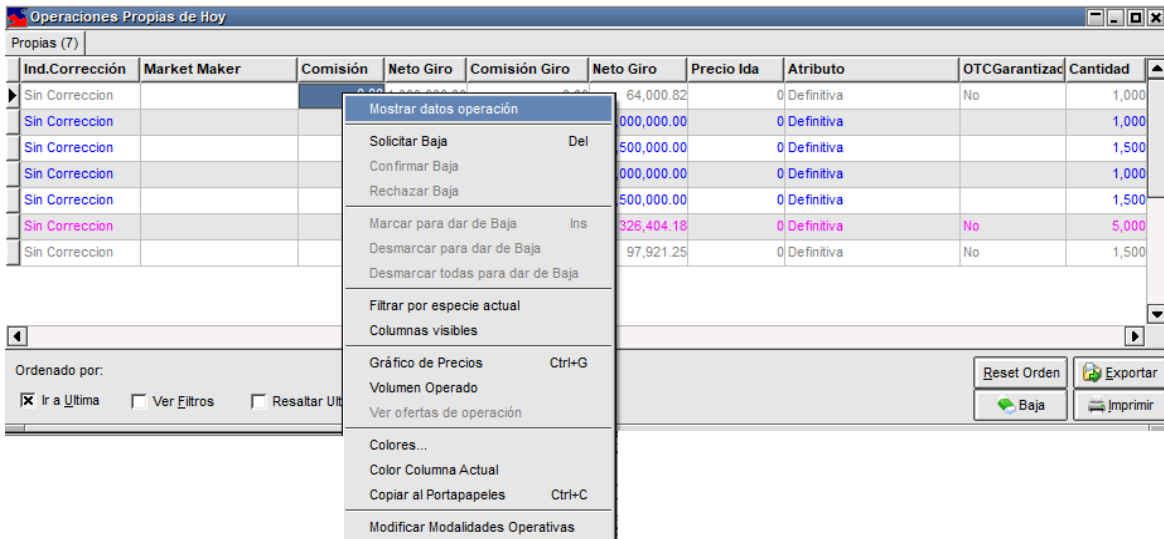 Operaciones Propias de Hoy
Propias (7)
Ind.Corrección Market Maker Comisión Neto Giro Comisión Giro Neto Giro Precio Ida Atributo OTCGarantizad Cantidad
Sin Correccion 64,000.82 0 Definitiva No 1,000
Sin Correccion 000,000.00 0 Definitiva 1,000
Sin Correccion 500,000.00 0 Definitiva 1,500
Sin Correccion 000,000.00 0 Definitiva 1,000
Sin Correccion 500,000.00 0 Definitiva 1,500
Sin Correccion 326,404.18 0 Definitiva No 5,000
Sin Correccion 97,921.25 0 Definitiva No 1,500
Mostrar datos operación
Solicitar Baja Del
Confirmar Baja
Rechazar Baja
Marcar para dar de Baja Ins
Desmarcar para dar de Baja
Desmarcar todas para dar de Baja
Filtrar por especie actual
Columnas visibles
Gráfico de Precios Ctrl+G
Volumen Operado
Ver ofertas de operación
Colores...
Color Columna Actual
Copiar al Portapapeles Ctrl+C
Modificar Modalidades Operativas
Ordenado por:
Ir a Ultima Ver Filtros Resaltar Ult
Reset Orden Exportar
Baja Imprimir